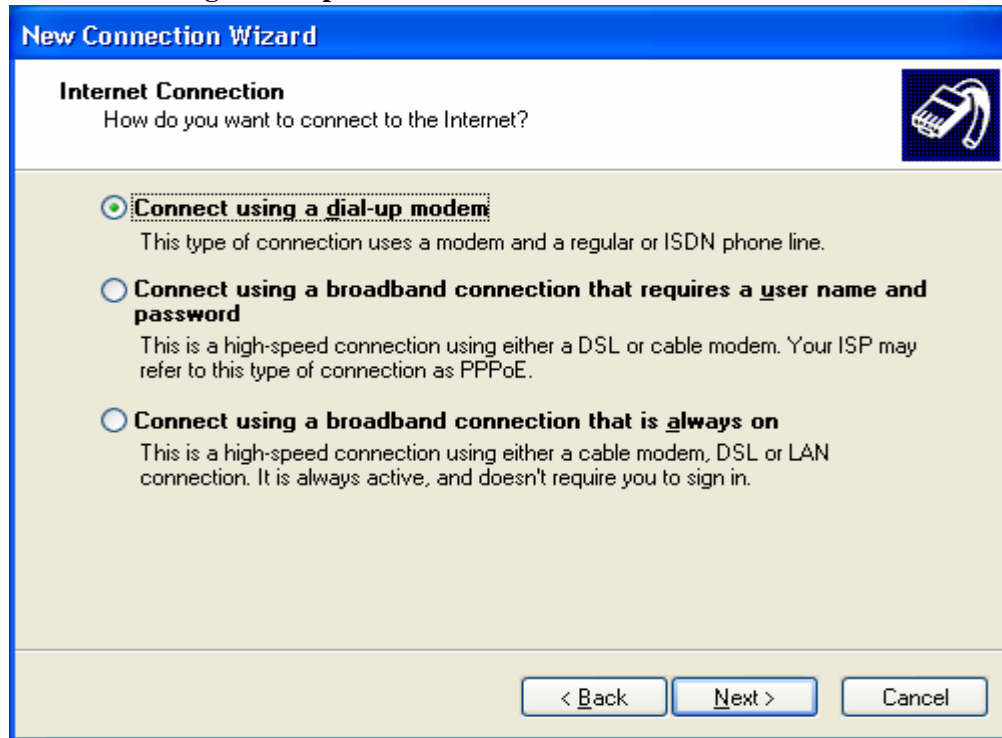 New Connection Wizard
Internet Connection
How do you want to connect to the Internet?
Connect using a dial-up modem
This type of connection uses a modem and a regular or ISDN phone line.
Connect using a broadband connection that requires a user name and
password
This is a high-speed connection using either a DSL or cable modem. Your ISP may
refer to this type of connection as PPPoE.
Connect using a broadband connection that is always on
This is a high-speed connection using either a cable modem, DSL or LAN
connection. It is always active, and doesn't require you to sign in.
< Back Next > Cancel